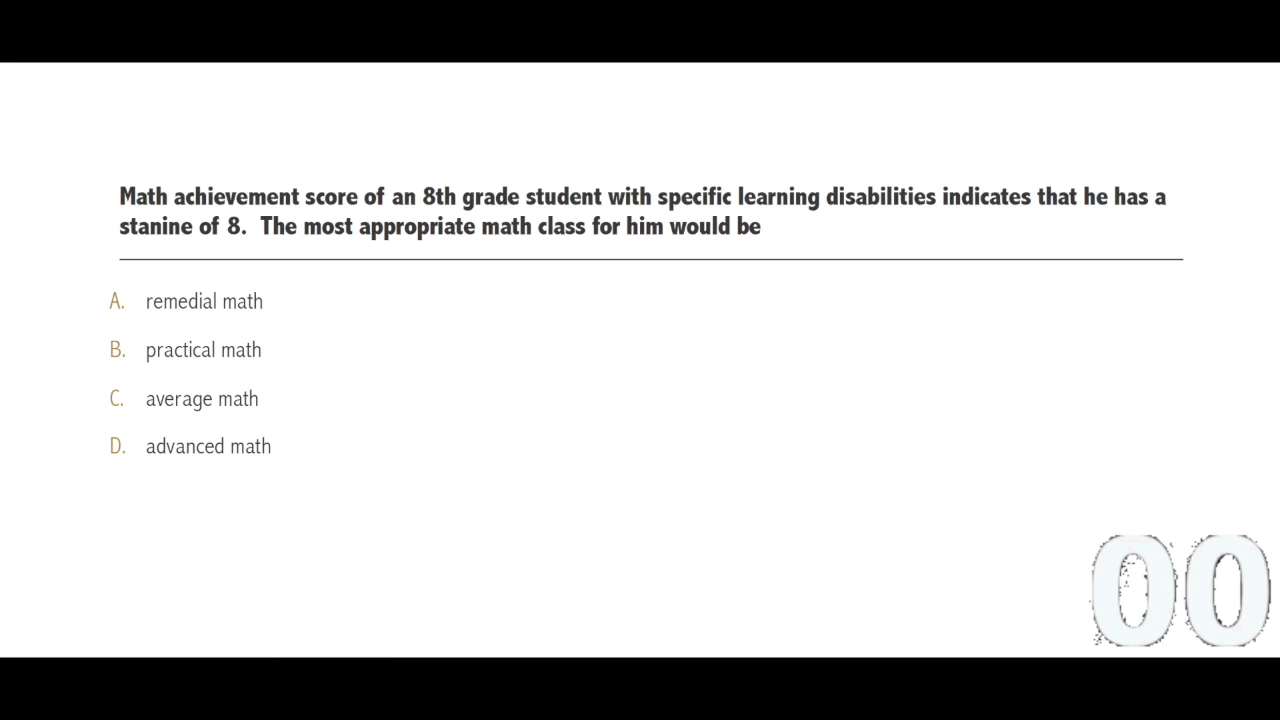 Math achievement score of an 8th grade student with specific learning disabilities indicates that he has a
stanine of 8. The most appropriate math class for him would be
A. remedial math
B. practical math
C. average math
D. advanced math
00